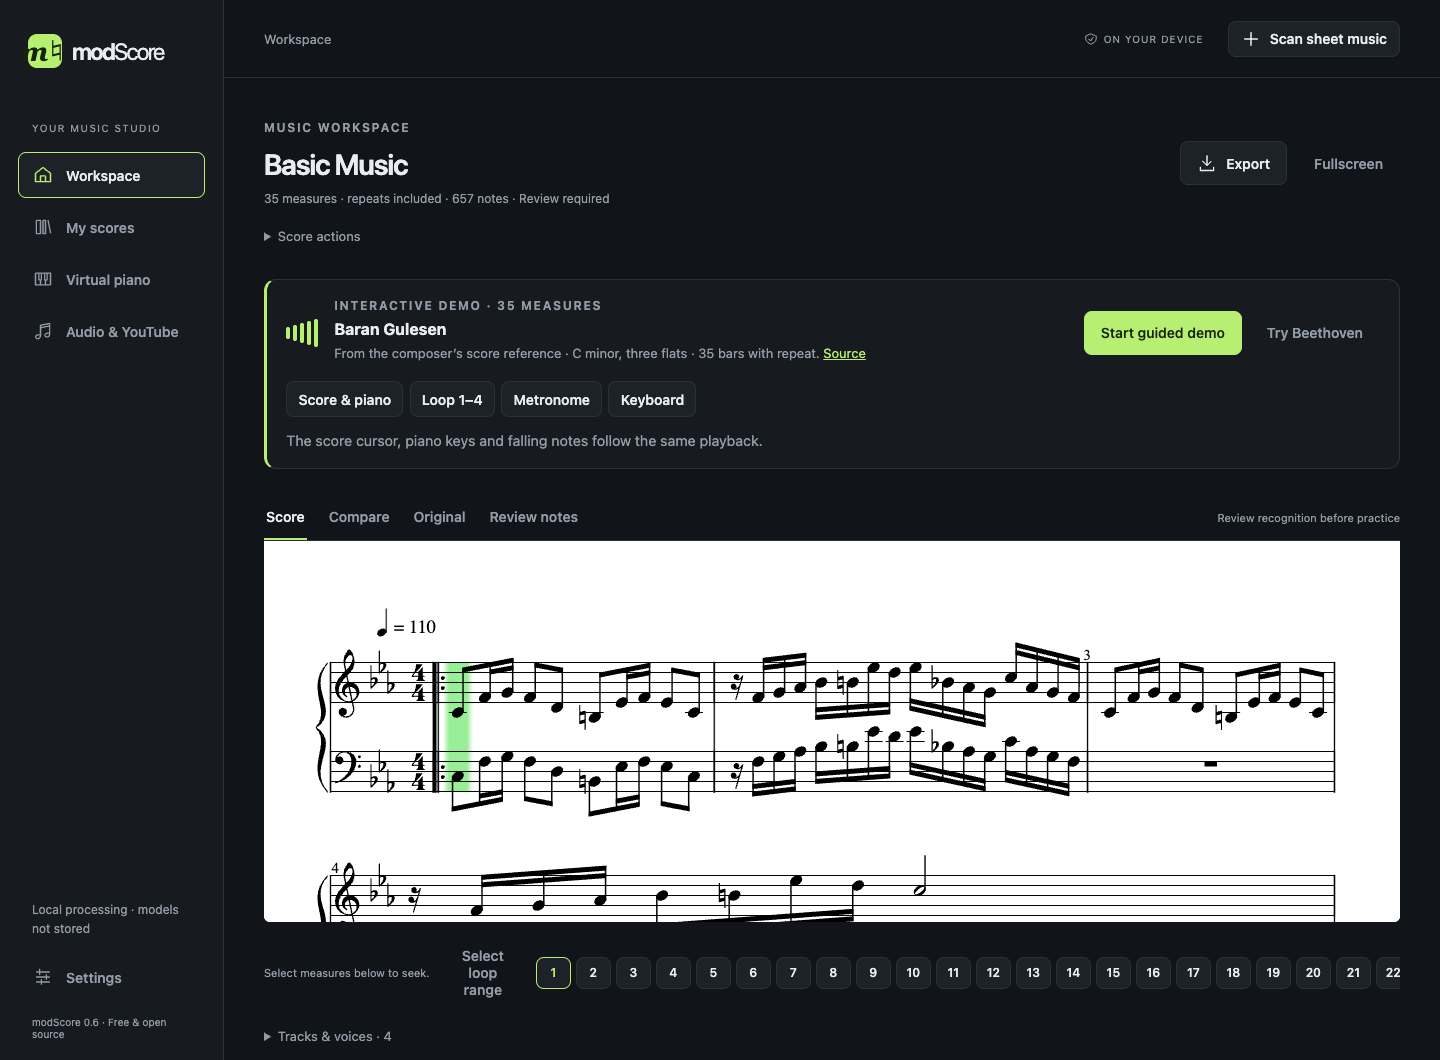 modScore
Workspace
ON YOUR DEVICE
Scan sheet music
YOUR MUSIC STUDIO
Workspace
My scores
Virtual piano
Audio & YouTube
MUSIC WORKSPACE
Basic Music
35 measures · repeats included · 657 notes · Review required
Export
Fullscreen
Score actions
INTERACTIVE DEMO · 35 MEASURES
Baran Gulesen
From the composer’s score reference · C minor, three flats · 35 bars with repeat. Source
Start guided demo
Try Beethoven
Score & piano
Loop 1–4
Metronome
Keyboard
The score cursor, piano keys and falling notes follow the same playback.
Score
Compare
Original
Review notes
Review recognition before practice
= 110
3
4
Select measures below to seek.
Select
loop
range
1 2 3 4 5 6 7 8 9 10 11 12 13 14 15 16 17 18 19 20 21 22
Tracks & voices · 4
Local processing · models
not stored
Settings
modScore 0.6 · Free & open
source